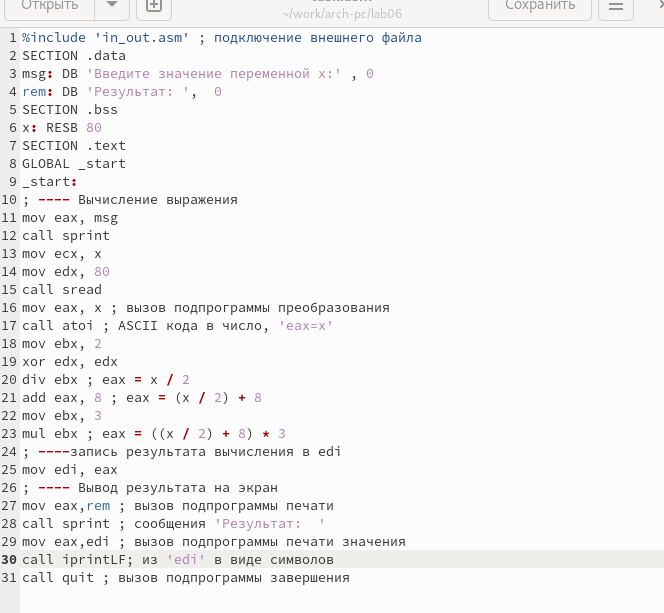 Открыть
~/work/arch-pc/lab06
Сохранить
1 %include 'in_out.asm' ; подключение внешнего файла
2 SECTION .data
3 msg: DB 'Введите значение переменной x:' , 0
4 rem: DB 'Результат: ',  0
5 SECTION .bss
6 x: RESB 80
7 SECTION .text
8 GLOBAL _start
9 _start:
10 ; ---- Вычисление выражения
11 mov eax, msg
12 call sprint
13 mov ecx, x
14 mov edx, 80
15 call sread
16 mov eax, x ; вызов подпрограммы преобразования
17 call atoi ; ASCII кода в число, 'eax=x'
18 mov ebx, 2
19 xor edx, edx
20 div ebx ; eax = x / 2
21 add eax, 8 ; eax = (x / 2) + 8
22 mov ebx, 3
23 mul ebx ; eax = ((x / 2) + 8) * 3
24 ; ----запись результата вычисления в edi
25 mov edi, eax
26 ; ---- Вывод результата на экран
27 mov eax,rem ; вызов подпрограммы печати
28 call sprint ; сообщения 'Результат:  '
29 mov eax,edi ; вызов подпрограммы печати значения
30 call iprintLF; из 'edi' в виде символов
31 call quit ; вызов подпрограммы завершения